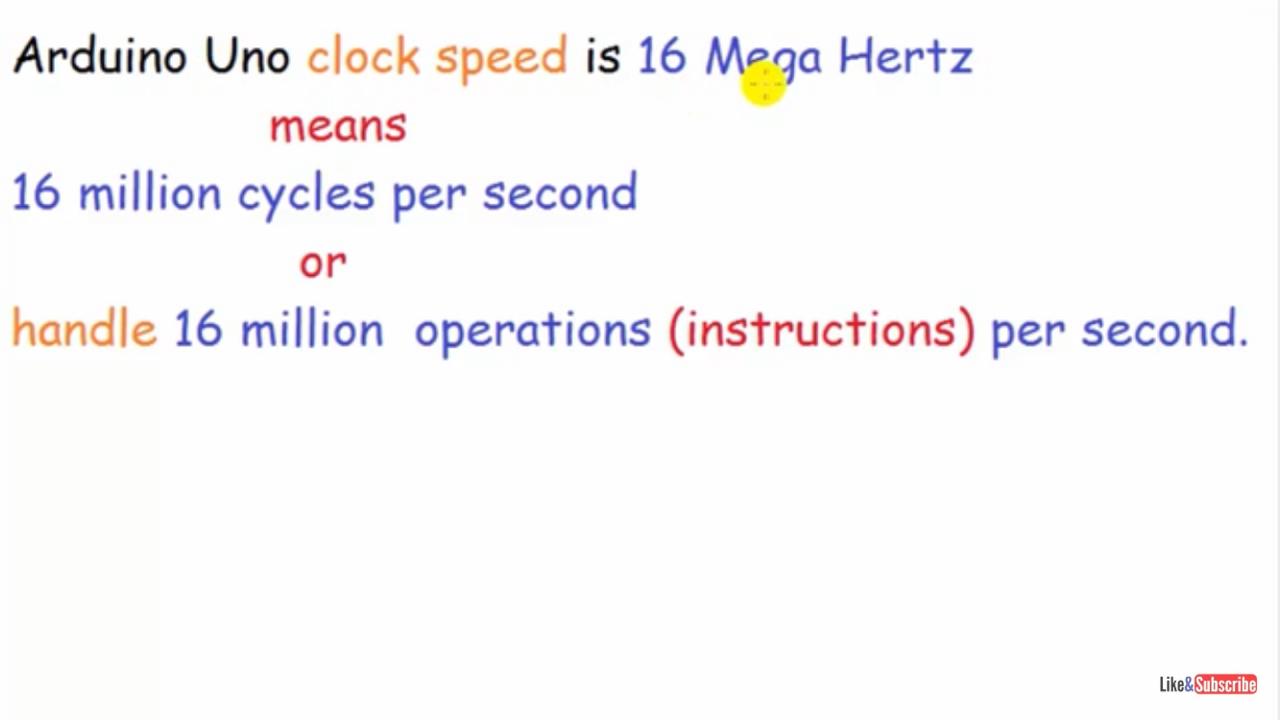 Arduino Uno clock speed is 16 Mega Hertz
means
16 million cycles per second
or
handle 16 million operations (instructions) per second.
Like&Subscribe